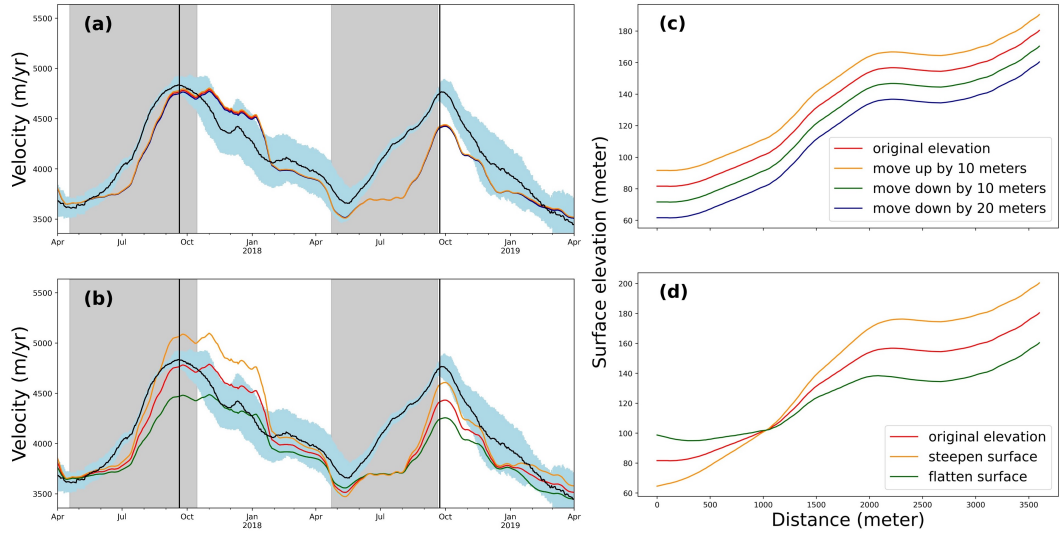 (a)
Velocity (m/yr)
5500
5000
4500
4000
3500
Apr Jul Oct Jan Apr Jul Oct Jan Apr
2018 2019
(b)
Velocity (m/yr)
5500
5000
4500
4000
3500
Apr Jul Oct Jan Apr Jul Oct Jan Apr
2018 2019
Surface elevation (meter)
(c)
180
160
140
120
100
80
60
original elevation
move up by 10 meters
move down by 10 meters
move down by 20 meters
(d)
200
180
160
140
120
100
80
60
original elevation
steepen surface
flatten surface
0 500 1000 1500 2000 2500 3000 3500
Distance (meter)